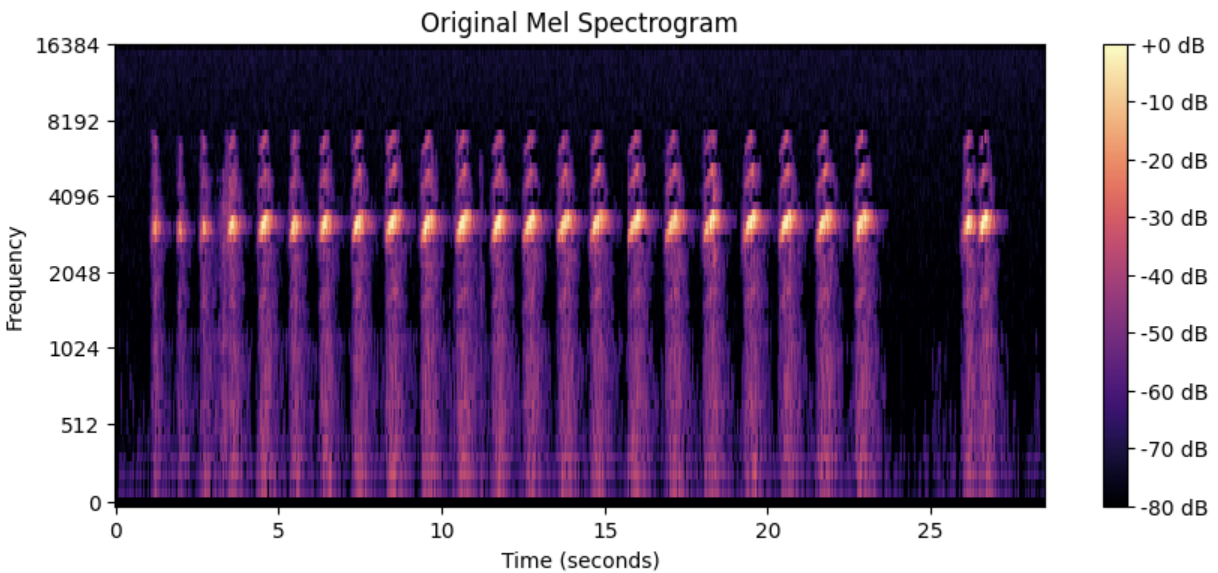 Original Mel Spectrogram
16384
8192
4096
2048
1024
512
0
Frequency
0 5 10 15 20 25
Time (seconds)
+0 dB
-10 dB
-20 dB
-30 dB
-40 dB
-50 dB
-60 dB
-70 dB
-80 dB